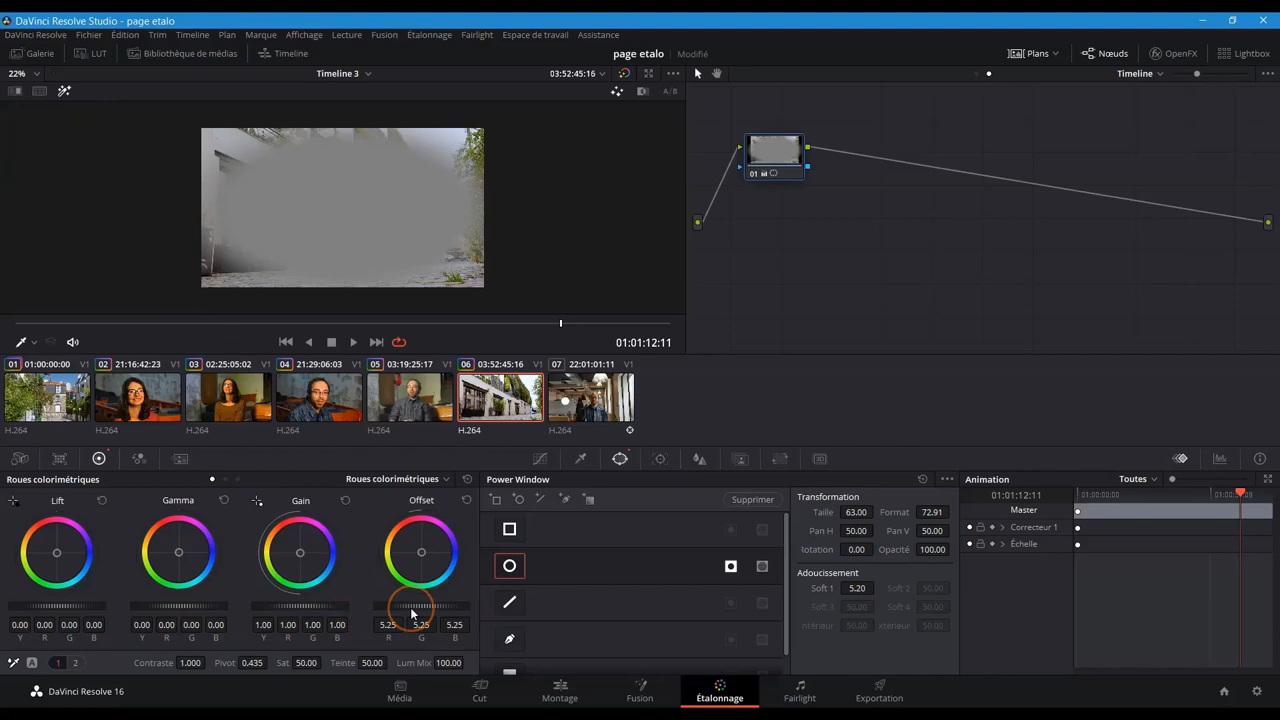 DaVinci Resolve Studio - page etalo
DaVinci Resolve Fichier Édition Trim Timeline Plan Marque Affichage Lecture Fusion Étalonnage Fairlight Espace de travail Assistance
Galerie LUT Bibliothèque de médias Timeline page etalo Modifié Plans Nœuds OpenFX Lightbox
22% Timeline 3 03:52:45:16 Timeline
A/B
01
01:01:12:11
01 01:00:00:00 V1 02 21:16:42:23 V1 03 02:25:05:02 V1 04 21:29:06:03 V1 05 03:19:25:17 V1 06 03:52:45:16 V1 07 22:01:01:11 V1
H.264 H.264 H.264 H.264 H.264 H.264 H.264
Roues colorimétriques Roues colorimétriques Power Window Animation Toutes
Lift Gamma Gain Offset Supprimer
Transformation
Taille 63.00 Format 72.91
Pan H 50.00 Pan V 50.00
Rotation 0.00 Opacité 100.00
Adoucissement
Soft 1 5.20 Soft 2 50.00
Soft 3 50.00 Soft 4 50.00
50.00 50.00
01:01:12:11 01:00:00:00
Master
Correcteur 1
Échelle
0.00 0.00 0.00 0.00 0.00 0.00 0.00 0.00 1.00 1.00 1.00 1.00 5.25 5.25 5.25
Y R G B Y R G B Y R G B R G B
A 1 2 Contraste 1.000 Pivot 0.435 Sat 50.00 Teinte 50.00 Lum Mix 100.00
DaVinci Resolve 16 Média Cut Montage Fusion Étalonnage Fairlight Exportation